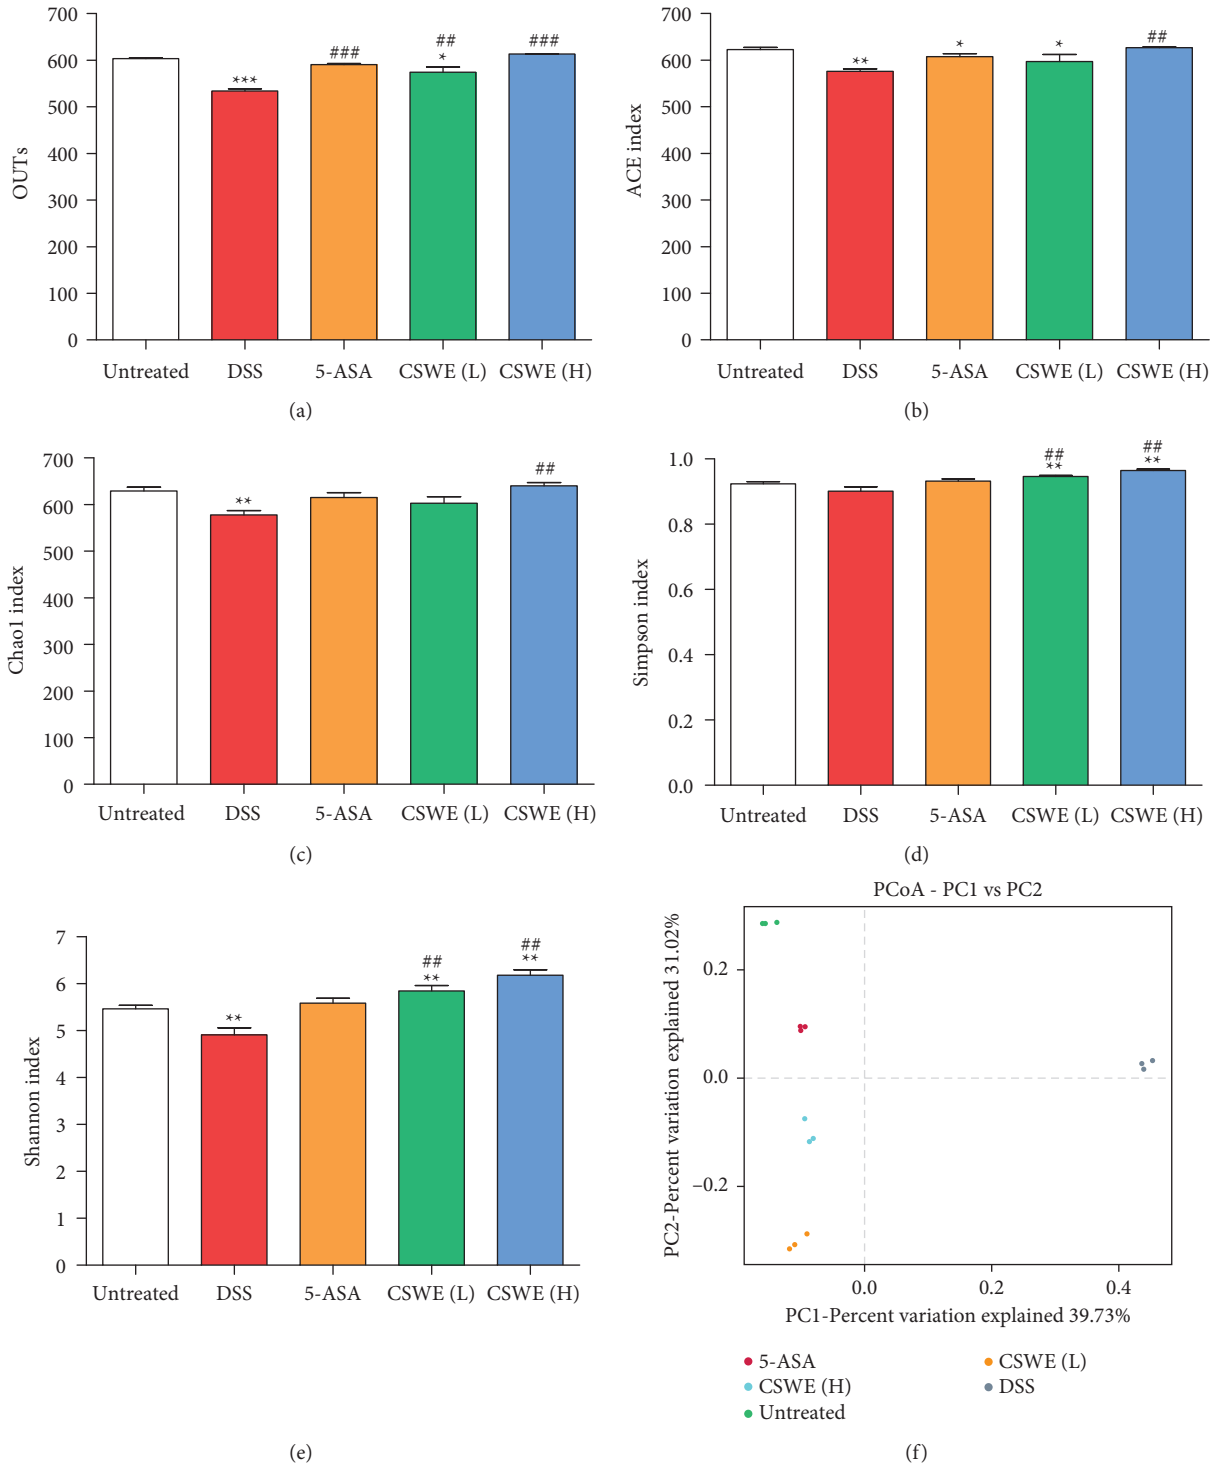 700
600
500
400
300
200
100
0
OUTs
***
###
##
*
###
Untreated DSS 5-ASA CSWE (L) CSWE (H)
(a)
700
600
500
400
300
200
100
0
ACE index
**
*
*
##
Untreated DSS 5-ASA CSWE (L) CSWE (H)
(b)
700
600
500
400
300
200
100
0
Chao1 index
**
##
Untreated DSS 5-ASA CSWE (L) CSWE (H)
(c)
1.0
0.8
0.6
0.4
0.2
0.0
Simpson index
##
**
##
**
Untreated DSS 5-ASA CSWE (L) CSWE (H)
(d)
7
6
5
4
3
2
1
0
Shannon index
**
##
**
##
**
Untreated DSS 5-ASA CSWE (L) CSWE (H)
(e)
PCoA - PC1 vs PC2
PC2-Percent variation explained 31.02%
0.2
0.0
–0.2
0.0 0.2 0.4
PC1-Percent variation explained 39.73%
5-ASA
CSWE (H)
Untreated
CSWE (L)
DSS
(f)